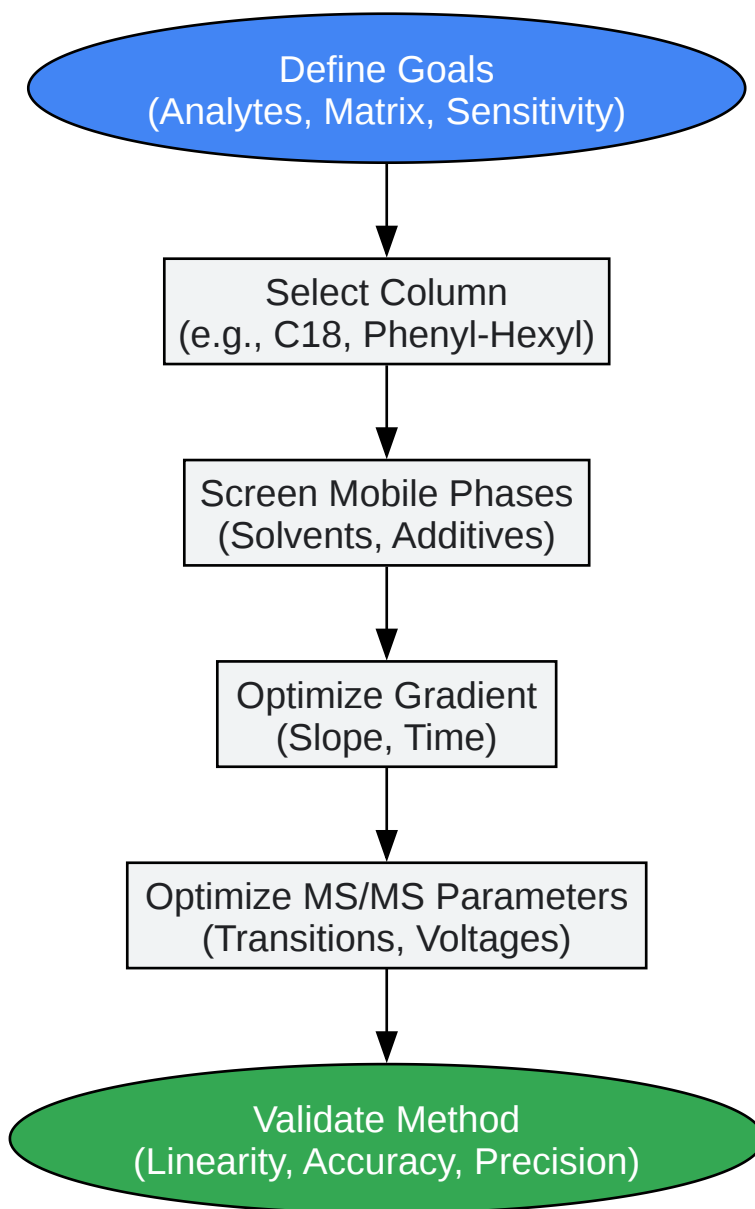 Define Goals
(Analytes, Matrix, Sensitivity)
Select Column
(e.g., C18, Phenyl-Hexyl)
Screen Mobile Phases
(Solvents, Additives)
Optimize Gradient
(Slope, Time)
Optimize MS/MS Parameters
(Transitions, Voltages)
Validate Method
(Linearity, Accuracy, Precision)